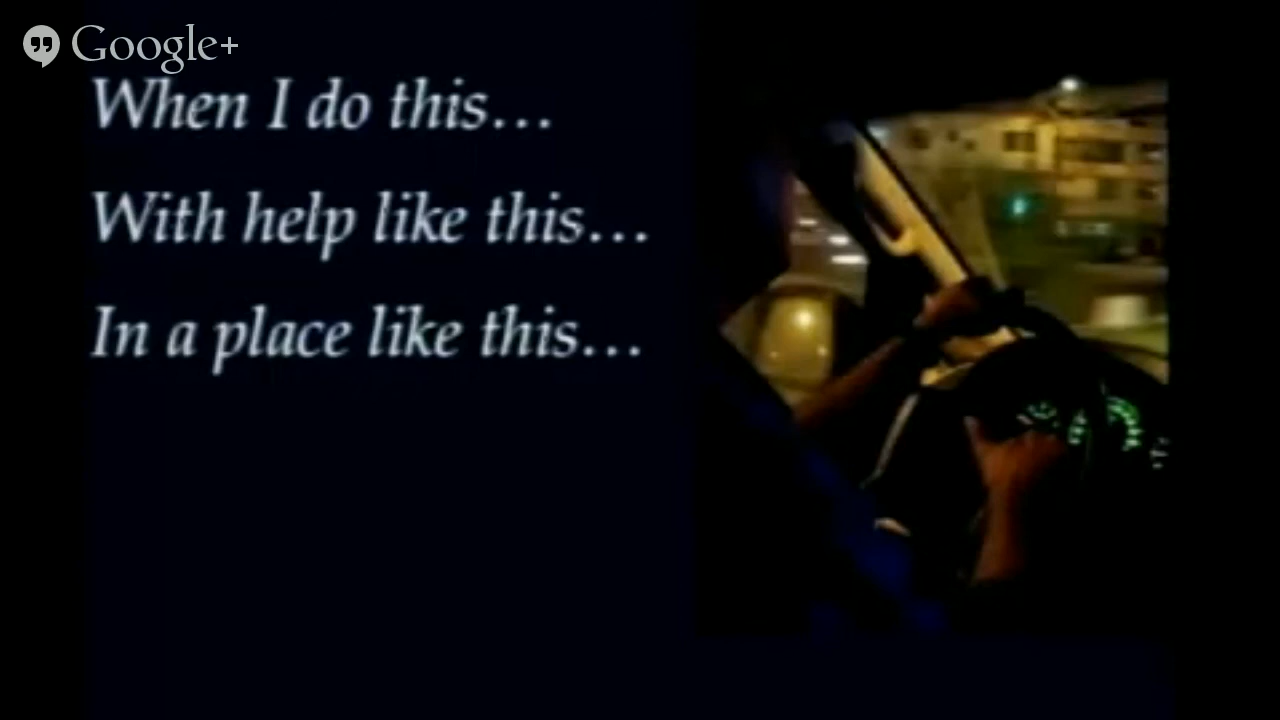 Google+
When I do this…
With help like this…
In a place like this…